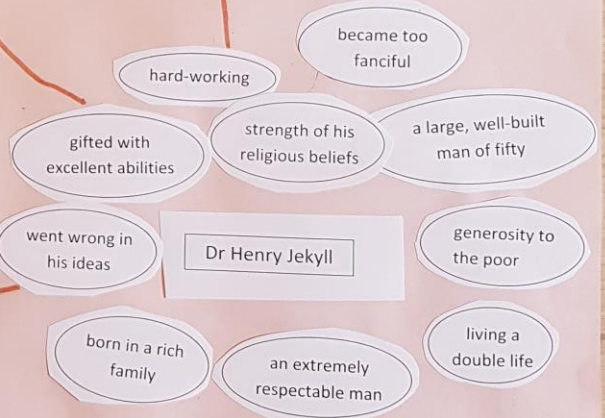 became too
fanciful
hard-working
gifted with
excellent abilities
strength of his
religious beliefs
a large, well-built
man of fifty
went wrong in
his ideas
Dr Henry Jekyll
generosity to
the poor
born in a rich
family
an extremely
respectable man
living a
double life